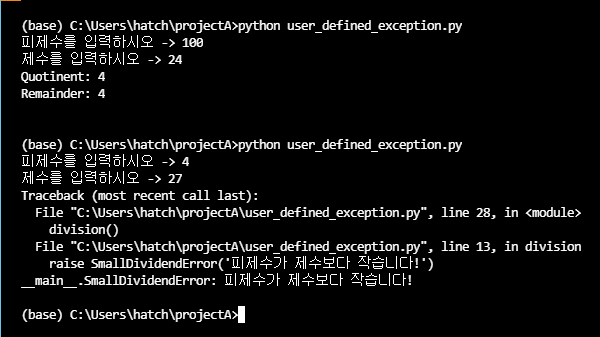 (base) C:\Users\hatch\projectA>python user_defined_exception.py
피제수를 입력하시오 -> 100
제수를 입력하시오 -> 24
Quotinent: 4
Remainder: 4
(base) C:\Users\hatch\projectA>python user_defined_exception.py
피제수를 입력하시오 -> 4
제수를 입력하시오 -> 27
Traceback (most recent call last):
  File "C:\Users\hatch\projectA\user_defined_exception.py", line 28, in <module>
    division()
  File "C:\Users\hatch\projectA\user_defined_exception.py", line 13, in division
    raise SmallDividendError('피제수가 제수보다 작습니다!')
__main__.SmallDividendError: 피제수가 제수보다 작습니다!
(base) C:\Users\hatch\projectA>